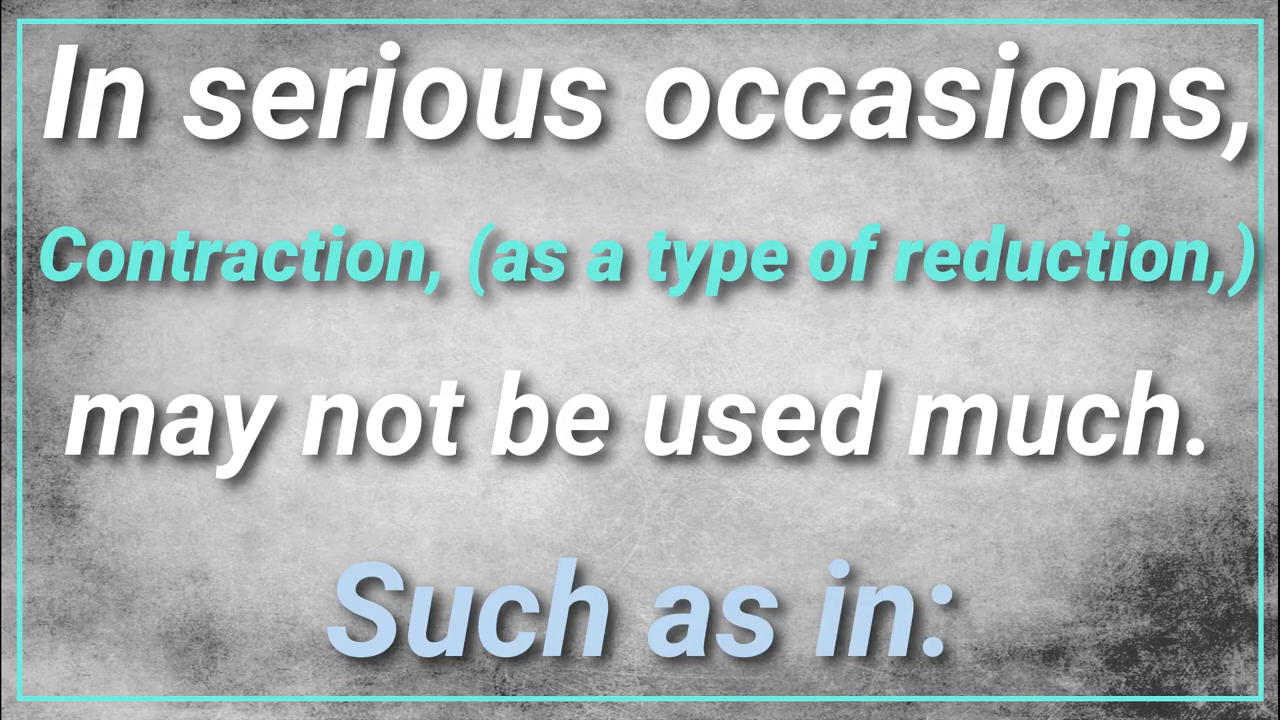 In serious occasions,
Contraction, (as a type of reduction,)
may not be used much.
Such as in: